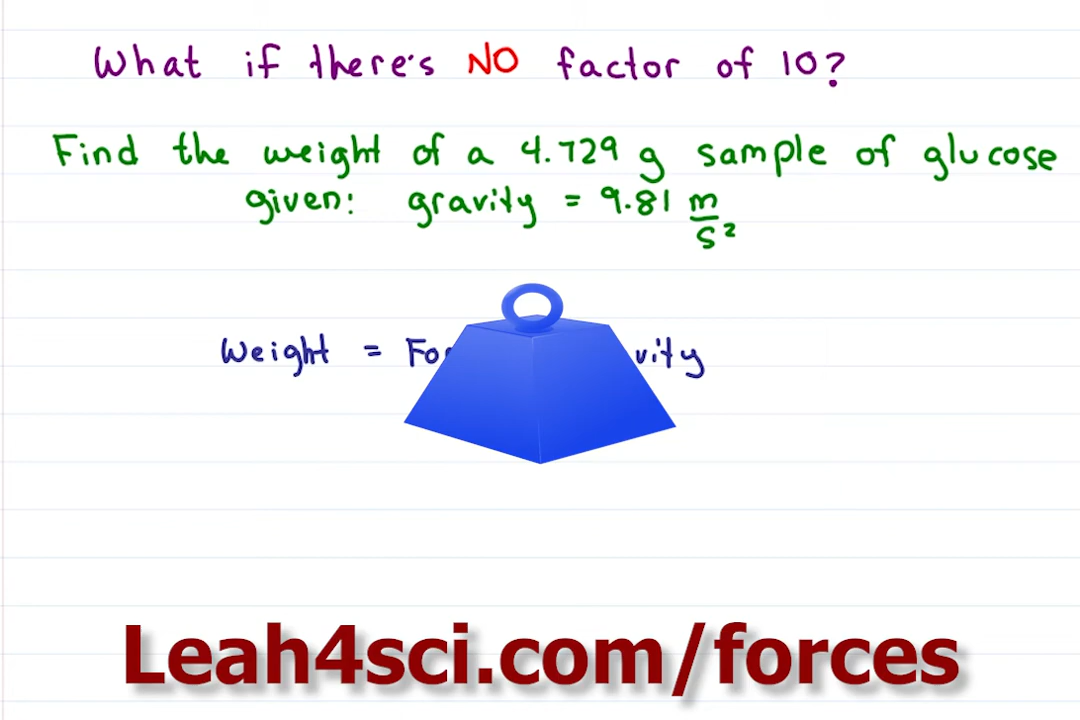 What if there's NO factor of 10?
Find the weight of a 4.729 g sample of glucose
given: gravity = 9.81 m/s²
Weight = Fo vity
Leah4sci.com/forces